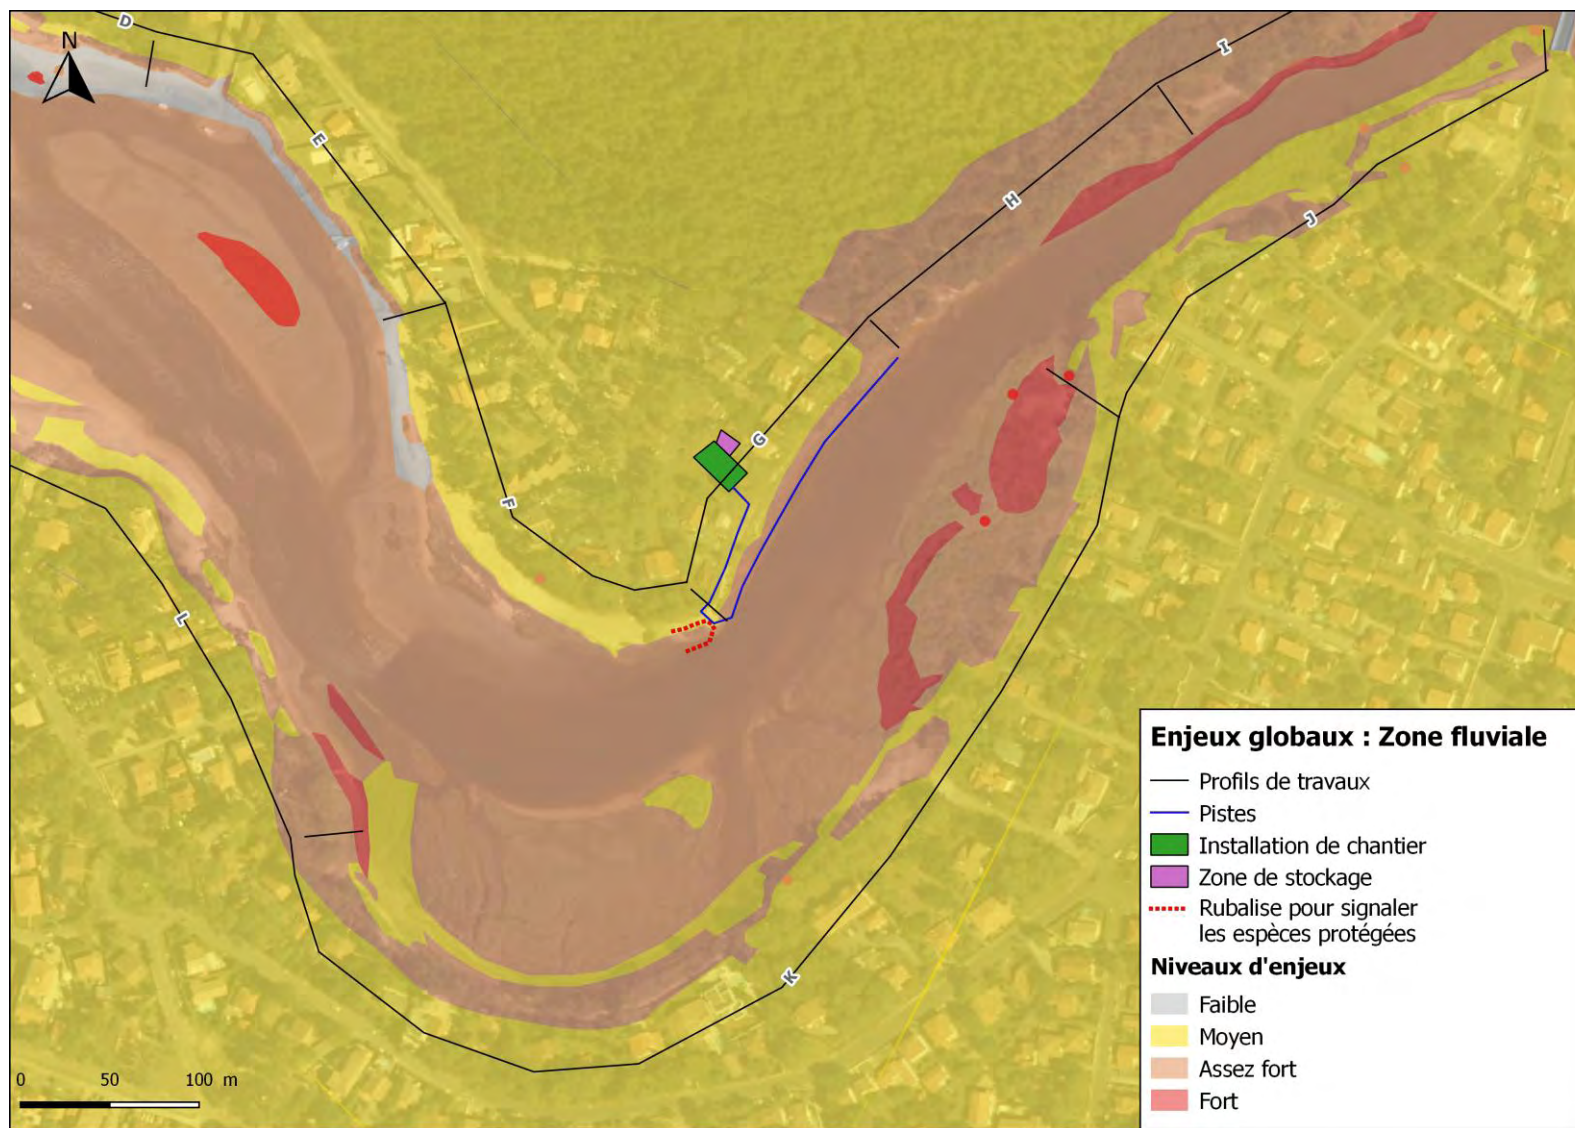 D
N
I
E
H
J
G
F
L
K
Enjeux globaux : Zone fluviale
Profils de travaux
Pistes
Installation de chantier
Zone de stockage
Rubalise pour signaler
les espèces protégées
Niveaux d'enjeux
Faible
Moyen
Assez fort
Fort
0 50 100 m